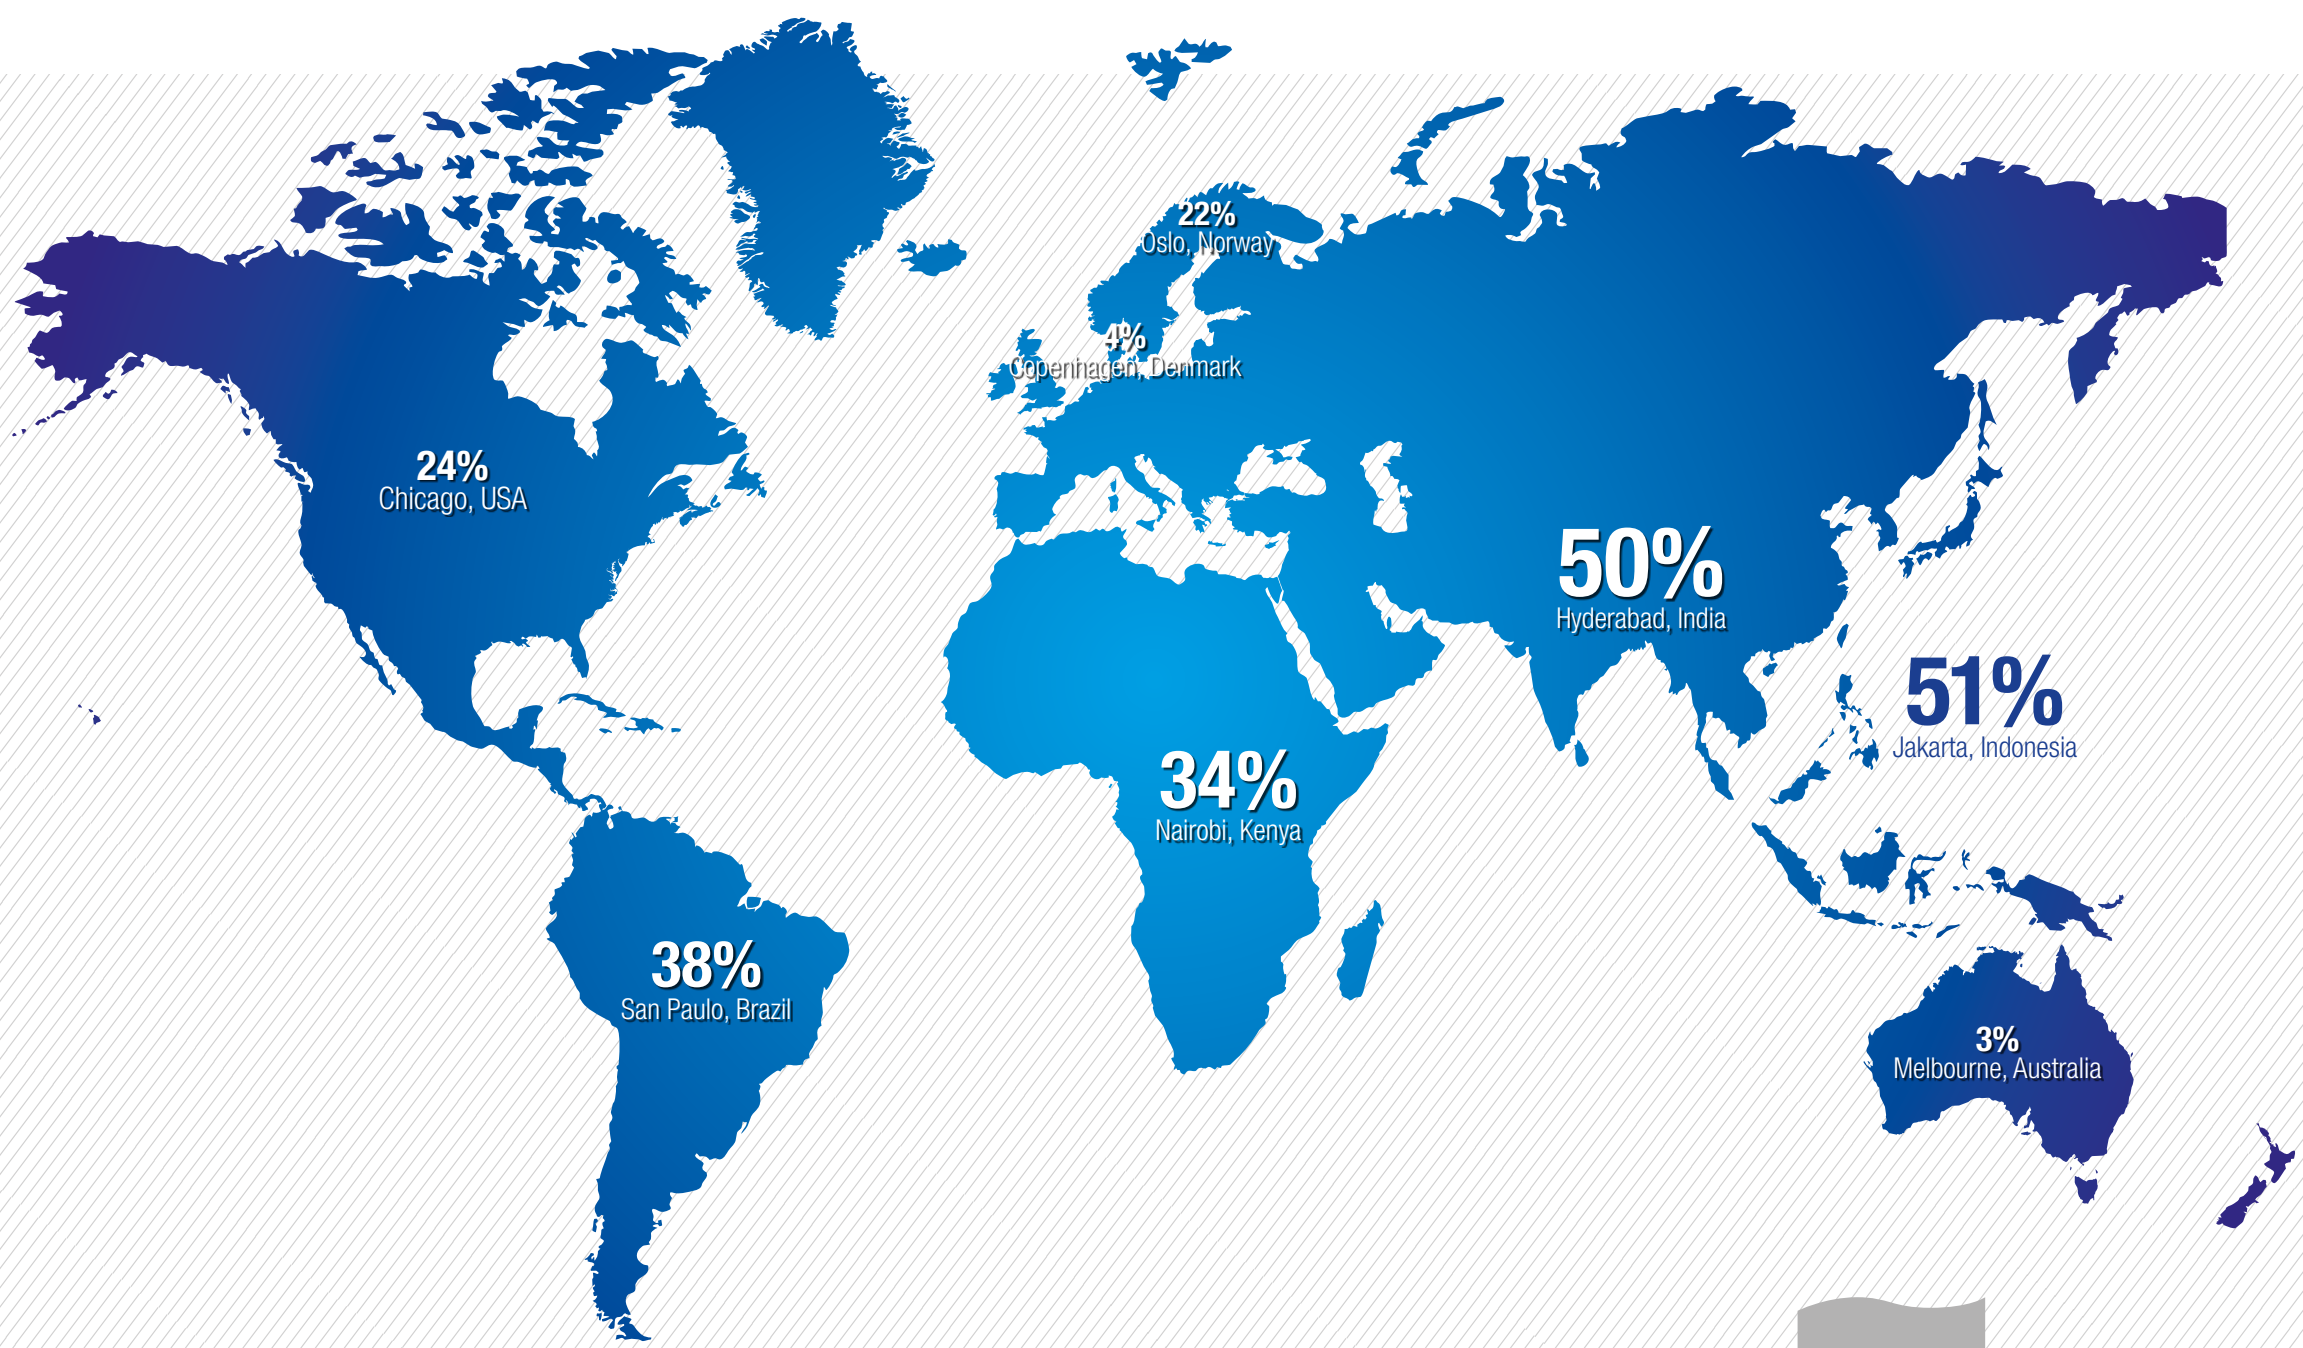 22%
Oslo, Norway
4%
Copenhagen, Denmark
24%
Chicago, USA
50%
Hyderabad, India
51%
Jakarta, Indonesia
34%
Nairobi, Kenya
38%
San Paulo, Brazil
3%
Melbourne, Australia